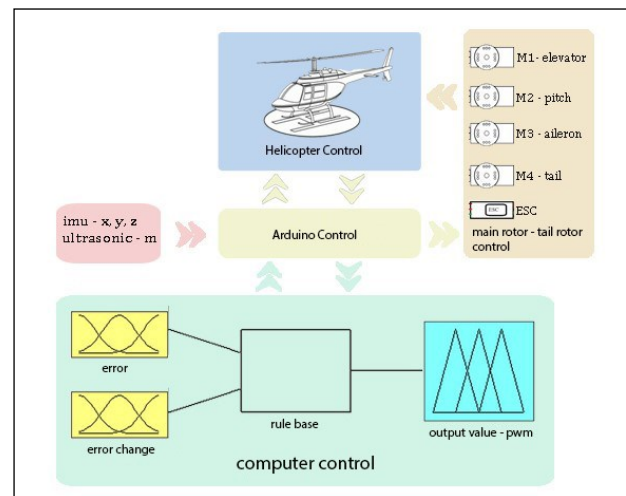 M1- elevator
M2 - pitch
M3 - aileron
M4 - tail
ESC ESC
main rotor - tail rotor
control
Helicopter Control
imu - x, y, z
ultrasonic - m
Arduino Control
error
error change
rule base
output value - pwm
computer control